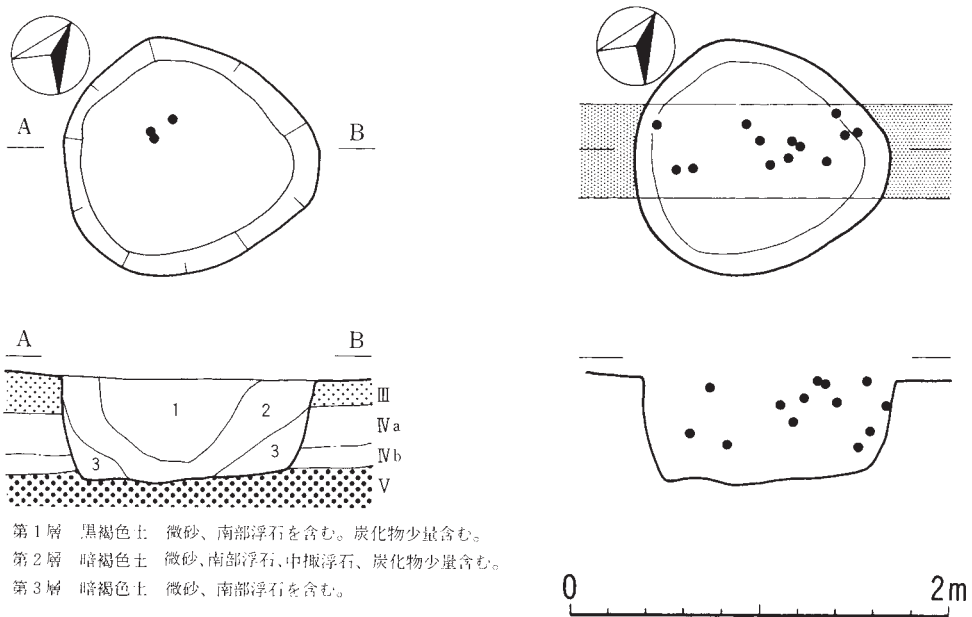 A B
A B
1 2 3 3
III
IVa
IVb
V
第1層 黒褐色土 微砂、南部浮石を含む。炭化物少量含む。
第2層 暗褐色土 微砂、南部浮石、中掫浮石、炭化物少量含む。
第3層 暗褐色土 微砂、南部浮石を含む。
0 2m